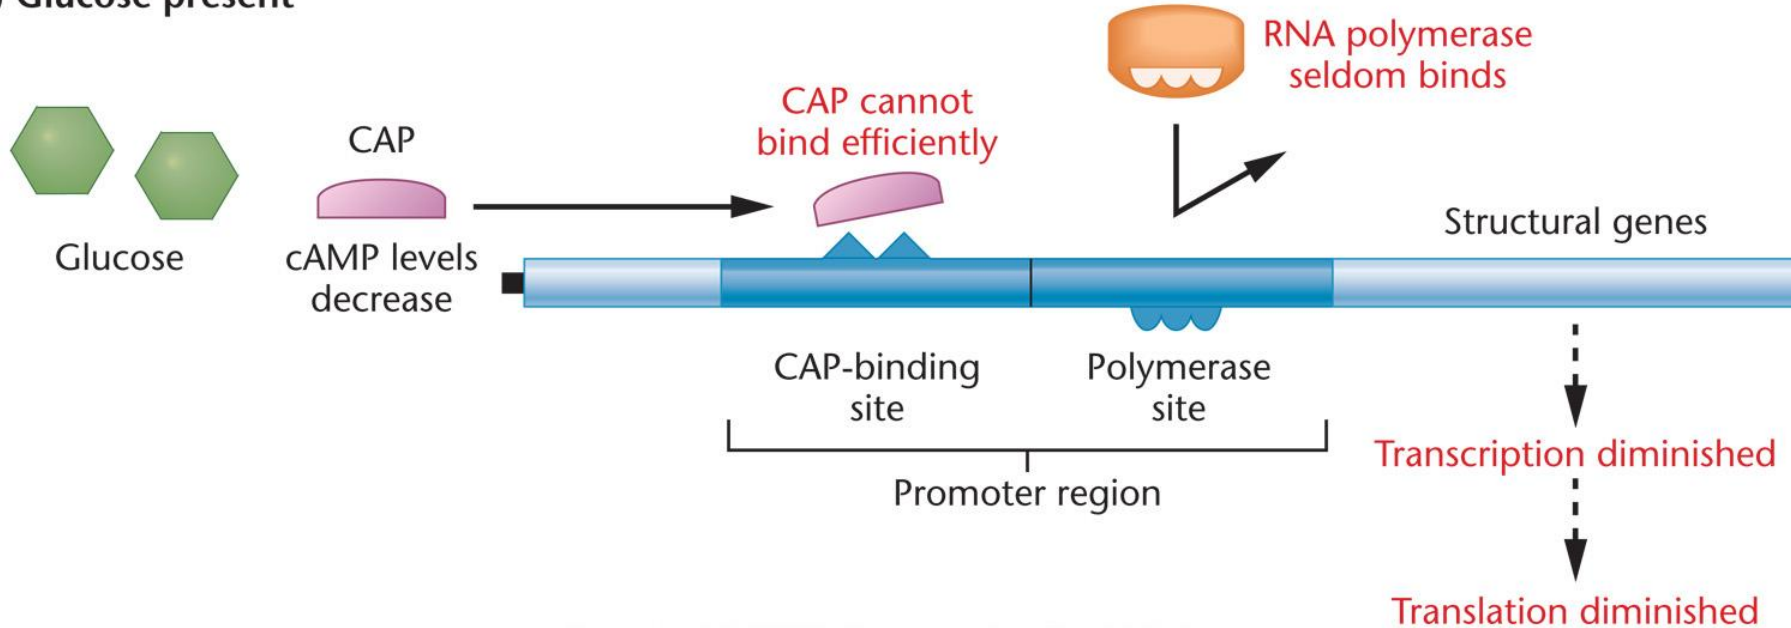 ) Glucose present
RNA polymerase
seldom binds
CAP cannot
bind efficiently
CAP
Structural genes
Glucose
cAMP levels
decrease
CAP-binding
site
Polymerase
site
Transcription diminished
Promoter region
Translation diminished